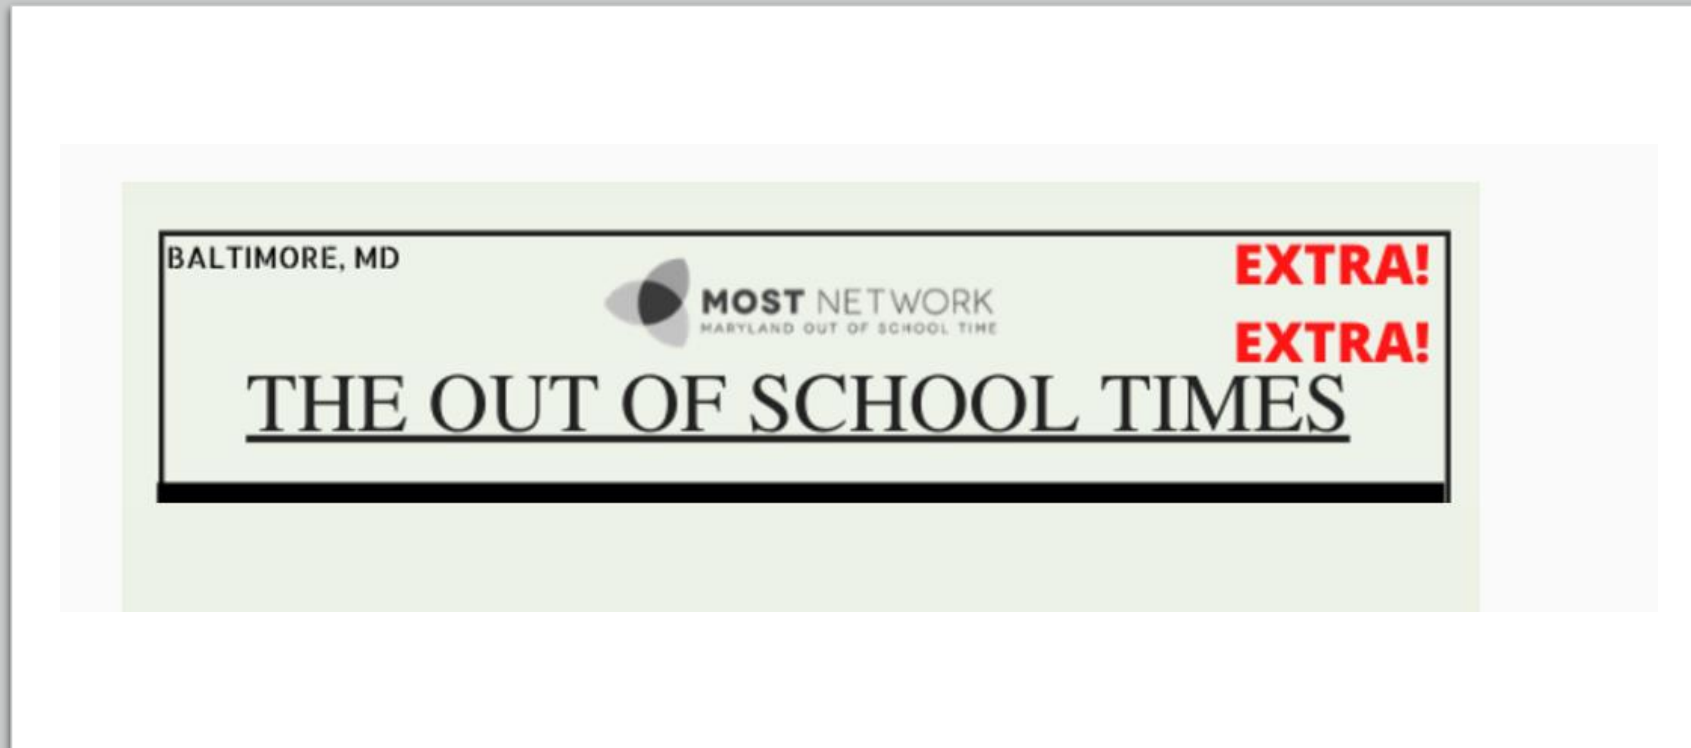 BALTIMORE, MD
EXTRA!
MOST NETWORK
MARYLAND OUT OF SCHOOL TIME
EXTRA!
THE OUT OF SCHOOL TIMES